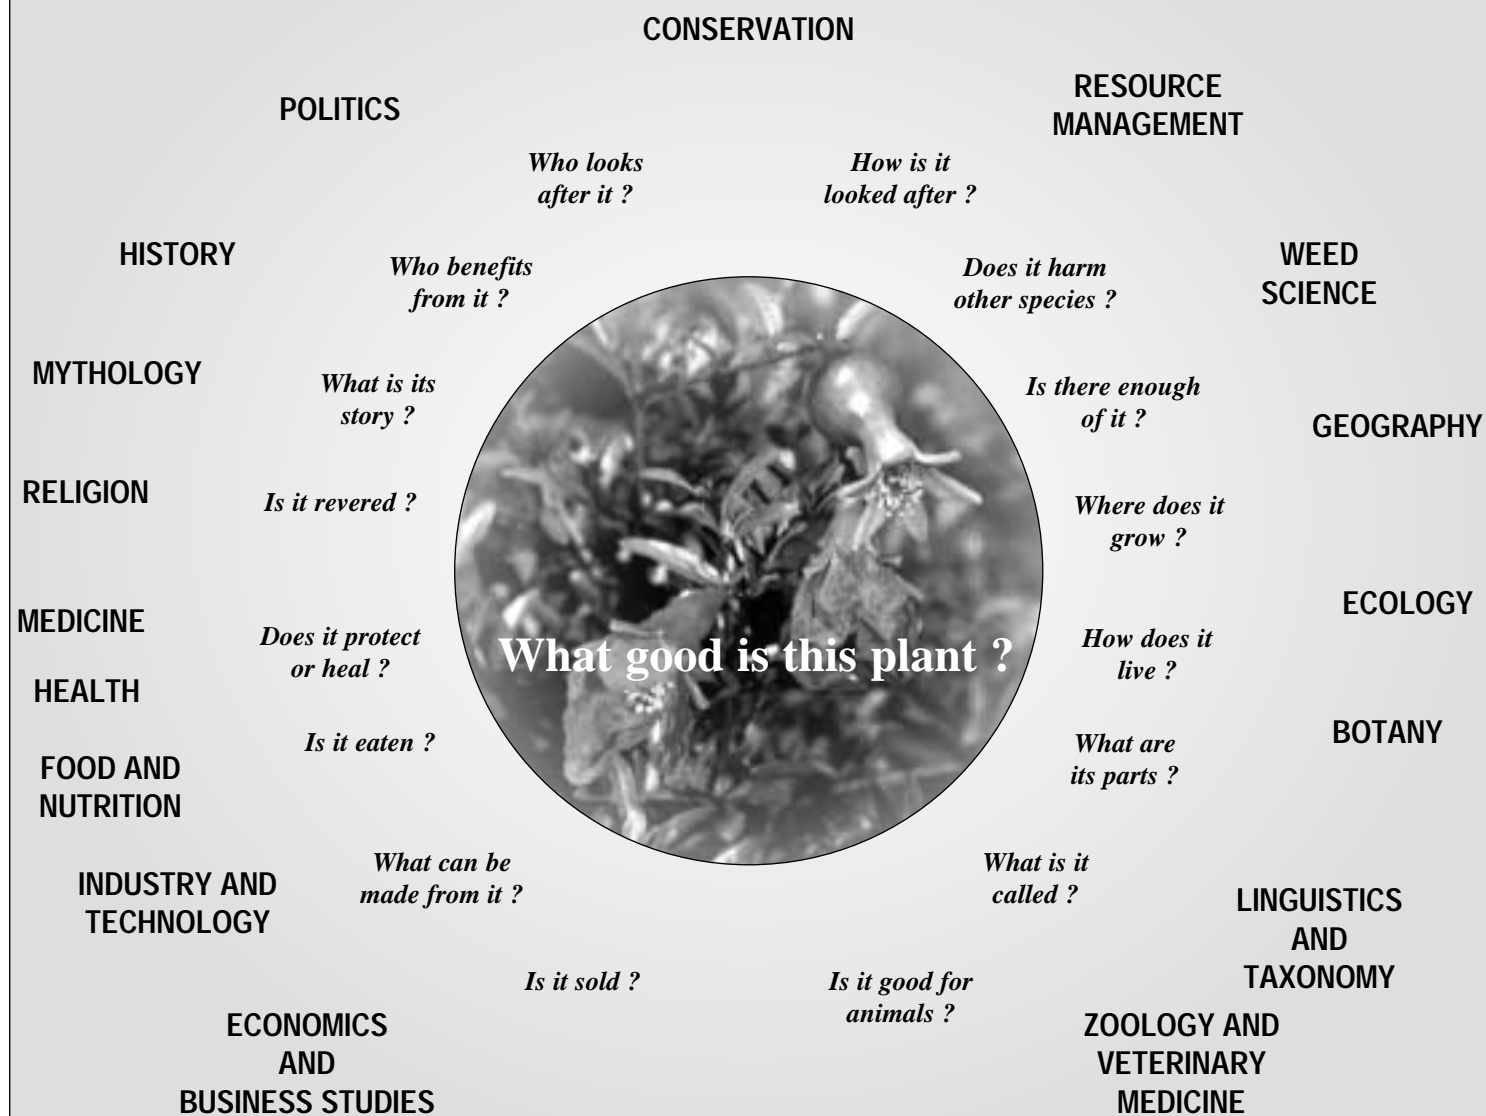 CONSERVATION
POLITICS
RESOURCE
MANAGEMENT
Who looks
after it ?
How is it
looked after ?
HISTORY
Who benefits
from it ?
Does it harm
other species ?
WEED
SCIENCE
MYTHOLOGY
What is its
story ?
Is there enough
of it ?
GEOGRAPHY
RELIGION
Is it revered ?
Where does it
grow ?
ECOLOGY
MEDICINE
Does it protect
or heal ?
What good is this plant ?
How does it
live ?
HEALTH
Is it eaten ?
What are
its parts ?
BOTANY
FOOD AND
NUTRITION
What can be
made from it ?
What is it
called ?
INDUSTRY AND
TECHNOLOGY
LINGUISTICS
AND
TAXONOMY
Is it sold ?
Is it good for
animals ?
ECONOMICS
AND
BUSINESS STUDIES
ZOOLOGY AND
VETERINARY
MEDICINE